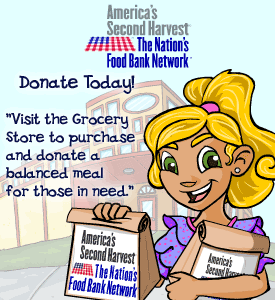 America's
Second Harvest
The Nation's
Food Bank Network
Donate Today!
"Visit the Grocery
Store to purchase
and donate a
balanced meal
for those in need."
America's
Second Harvest
The Nation's
Food Bank Network
America's
Second Harvest